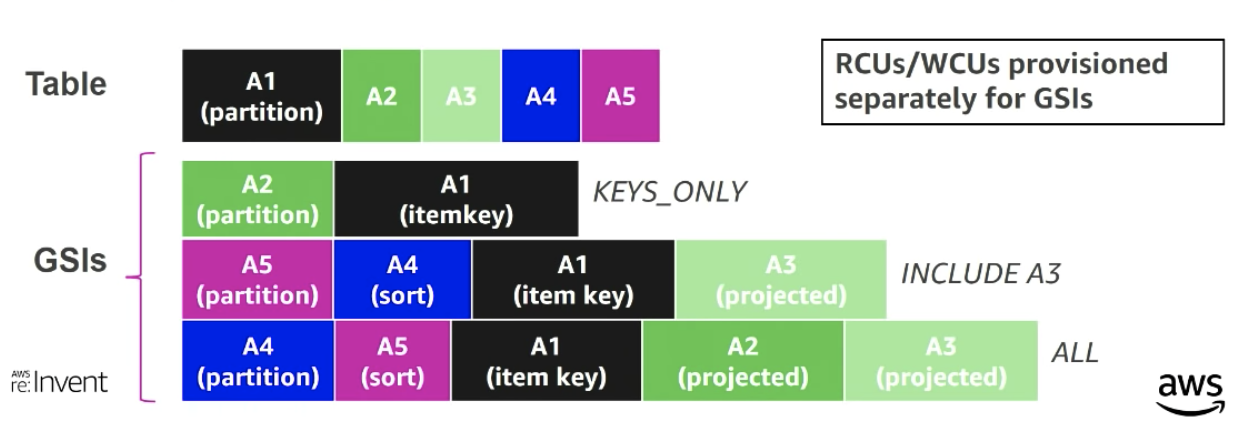 Table
A1
(partition)
A2
A3
A4
A5
RCUs/WCUs provisioned
separately for GSIs
GSIs
A2
(partition)
A1
(itemkey)
KEYS_ONLY
A5
(partition)
A4
(sort)
A1
(item key)
A3
(projected)
INCLUDE A3
A4
(partition)
A5
(sort)
A1
(item key)
A2
(projected)
A3
(projected)
ALL
AWS
re:Invent
aws